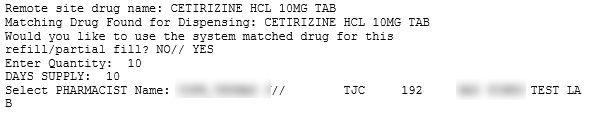 Remote site drug name: CETIRIZINE HCL 10MG TAB
Matching Drug Found for Dispensing: CETIRIZINE HCL 10MG TAB
Would you like to use the system matched drug for this
refill/partial fill? NO// YES
Enter Quantity:  10
DAYS SUPPLY:  10
Select PHARMACIST Name: // TJC 192 TEST LA
B